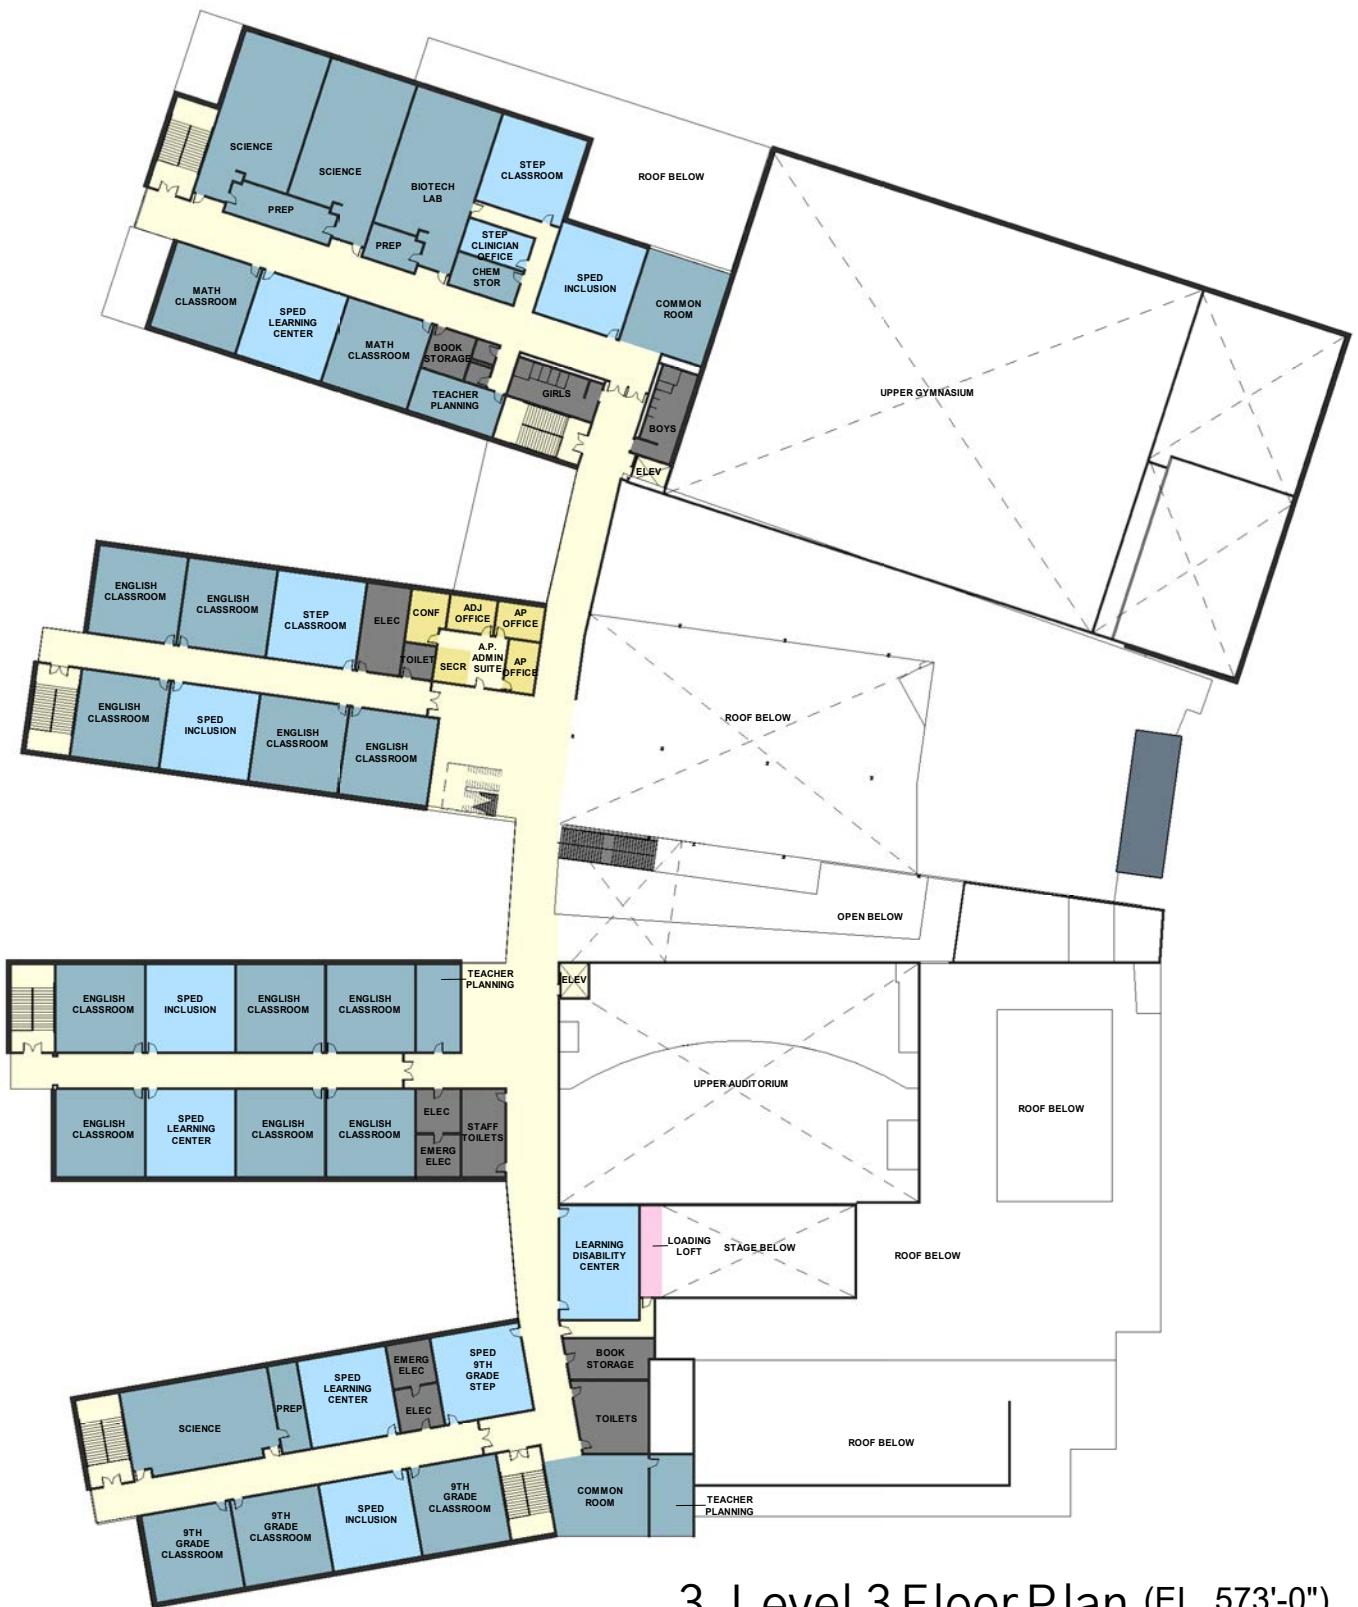 SCIENCE
SCIENCE
BIOTECH
LAB
STEP
CLASSROOM
ROOF BELOW
PREP
PREP
STEP
CLINICIAN
OFFICE
CHEM
STOR
SPED
INCLUSION
COMMON
ROOM
MATH
CLASSROOM
SPED
LEARNING
CENTER
MATH
CLASSROOM
BOOK
STORAGE
TEACHER
PLANNING
GIRLS
BOYS
ELEV
UPPER GYMNASIUM
ENGLISH
CLASSROOM
ENGLISH
CLASSROOM
STEP
CLASSROOM
ELEC
CONF
ADJ
OFFICE
AP
OFFICE
TOILET
SECR
A.P.
ADMIN
SUITE
AP
OFFICE
ENGLISH
CLASSROOM
SPED
INCLUSION
ENGLISH
CLASSROOM
ENGLISH
CLASSROOM
ROOF BELOW
OPEN BELOW
ENGLISH
CLASSROOM
SPED
INCLUSION
ENGLISH
CLASSROOM
ENGLISH
CLASSROOM
TEACHER
PLANNING
ELEV
ENGLISH
CLASSROOM
SPED
LEARNING
CENTER
ENGLISH
CLASSROOM
ENGLISH
CLASSROOM
ELEC
EMERG
ELEC
STAFF
TOILETS
UPPER AUDITORIUM
ROOF BELOW
LEARNING
DISABILITY
CENTER
LOADING
LOFT
STAGE BELOW
ROOF BELOW
SCIENCE
PREP
SPED
LEARNING
CENTER
EMERG
ELEC
ELEC
SPED
9TH
GRADE
STEP
BOOK
STORAGE
TOILETS
ROOF BELOW
9TH
GRADE
CLASSROOM
9TH
GRADE
CLASSROOM
SPED
INCLUSION
9TH
GRADE
CLASSROOM
COMMON
ROOM
TEACHER
PLANNING
3. Level 3 Floor Plan (EL. 573'-0")